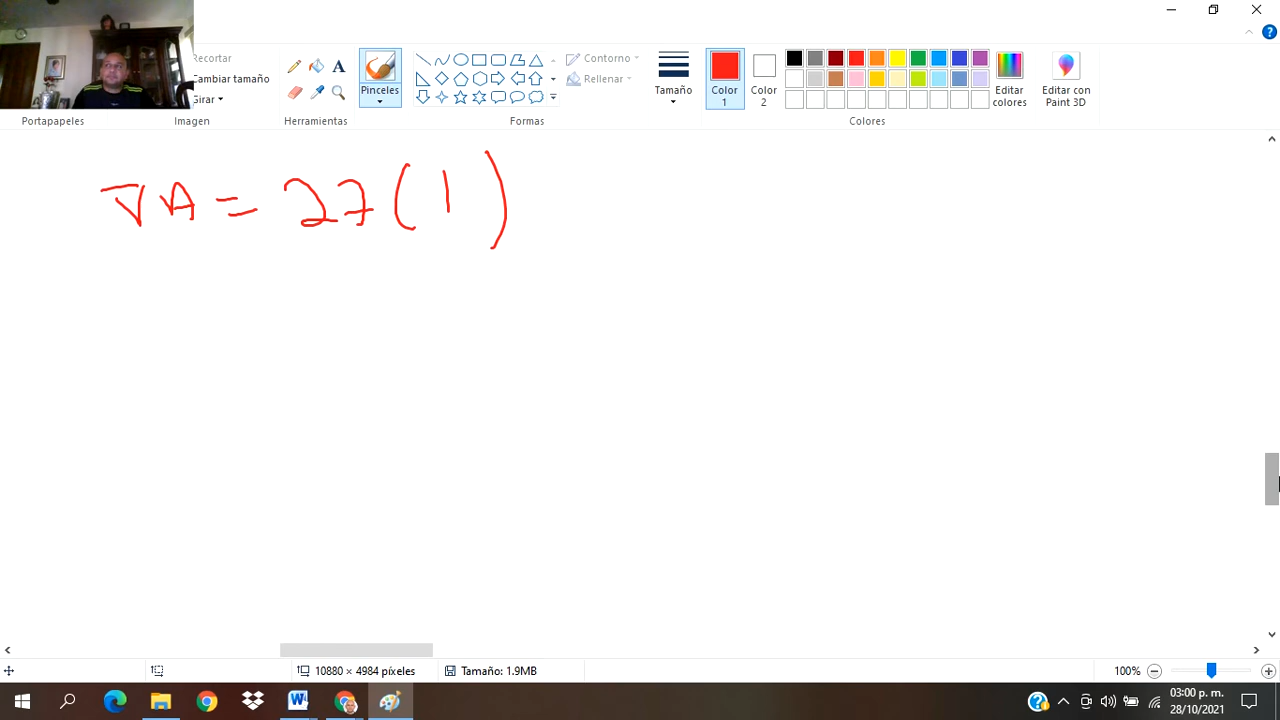 Recortar
Cambiar tamaño
Girar
Portapapeles
Imagen
A
Herramientas
Pinceles
Contorno
Rellenar
Formas
Tamaño
Color 1
Color 2
Editar colores
Editar con Paint 3D
Colores
∇A = 27 ( 1 )
10880 × 4984 píxeles
Tamaño: 1.9MB
100%
03:00 p. m.
28/10/2021